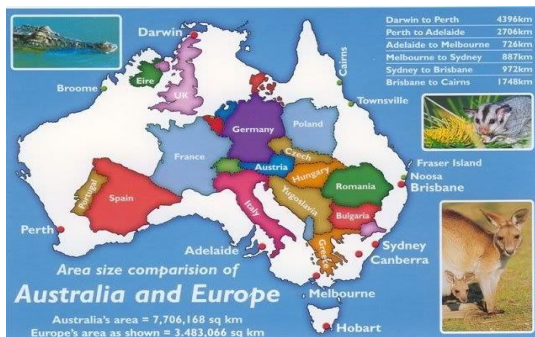 Darwin to Perth 4396km
Perth to Adelaide 2706km
Adelaide to Melbourne 726km
Melbourne to Sydney 887km
Sydney to Brisbane 972km
Brisbane to Cairns 1748km
Darwin
Eire
UK
Broome
Cairns
Townsville
Germany
Poland
France
Czech
Austria
Hungary
Fraser Island
Noosa
Brisbane
Portugal
Spain
Italy
Yugoslavia
Romania
Bulgaria
Greece
Perth
Adelaide
Sydney
Canberra
Melbourne
Hobart
Area size comparision of
Australia and Europe
Australia's area = 7,706,168 sq km
Europe's area as shown = 3.483,066 sq km